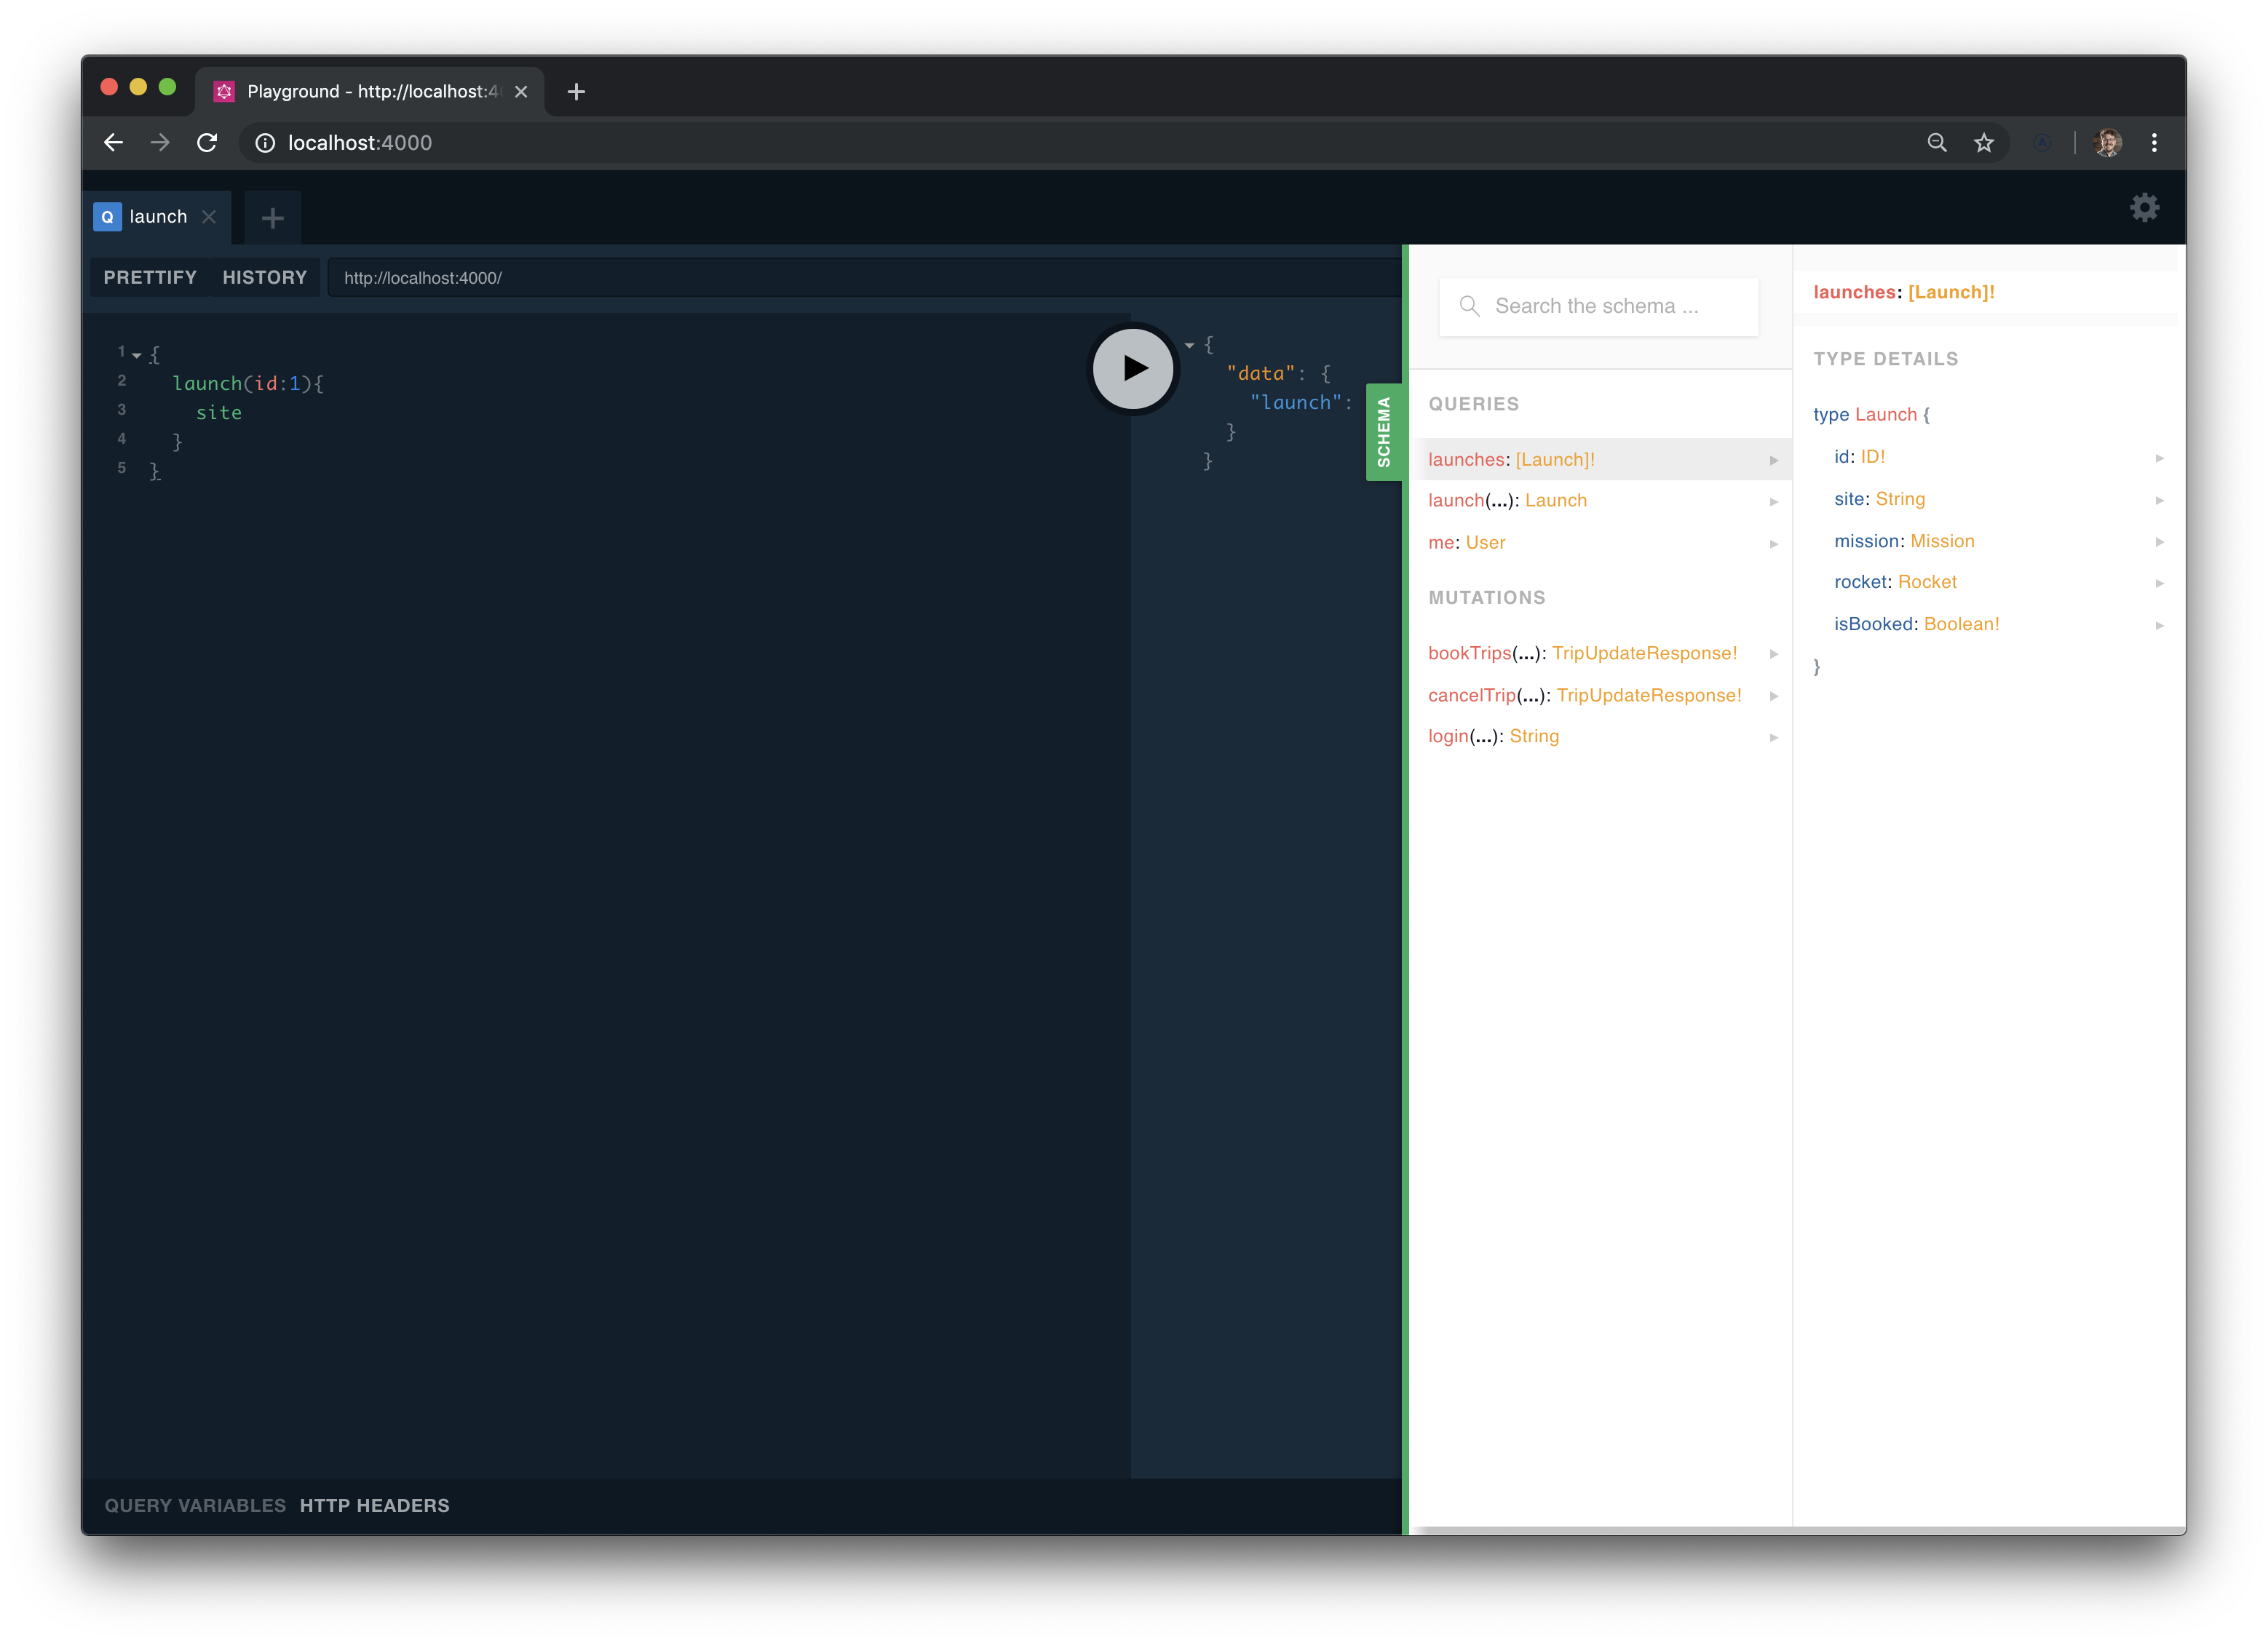 Playground - http://localhost:4
localhost:4000
Q launch
PRETTIFY HISTORY http://localhost:4000/
1 {
2 launch(id:1){
3 site
4 }
5 }
{
"data": {
"launch":
}
}
SCHEMA
Search the schema ...
QUERIES
launches: [Launch]!
launch(...): Launch
me: User
MUTATIONS
bookTrips(...): TripUpdateResponse!
cancelTrip(...): TripUpdateResponse!
login(...): String
launches: [Launch]!
TYPE DETAILS
type Launch {
id: ID!
site: String
mission: Mission
rocket: Rocket
isBooked: Boolean!
}
QUERY VARIABLES HTTP HEADERS